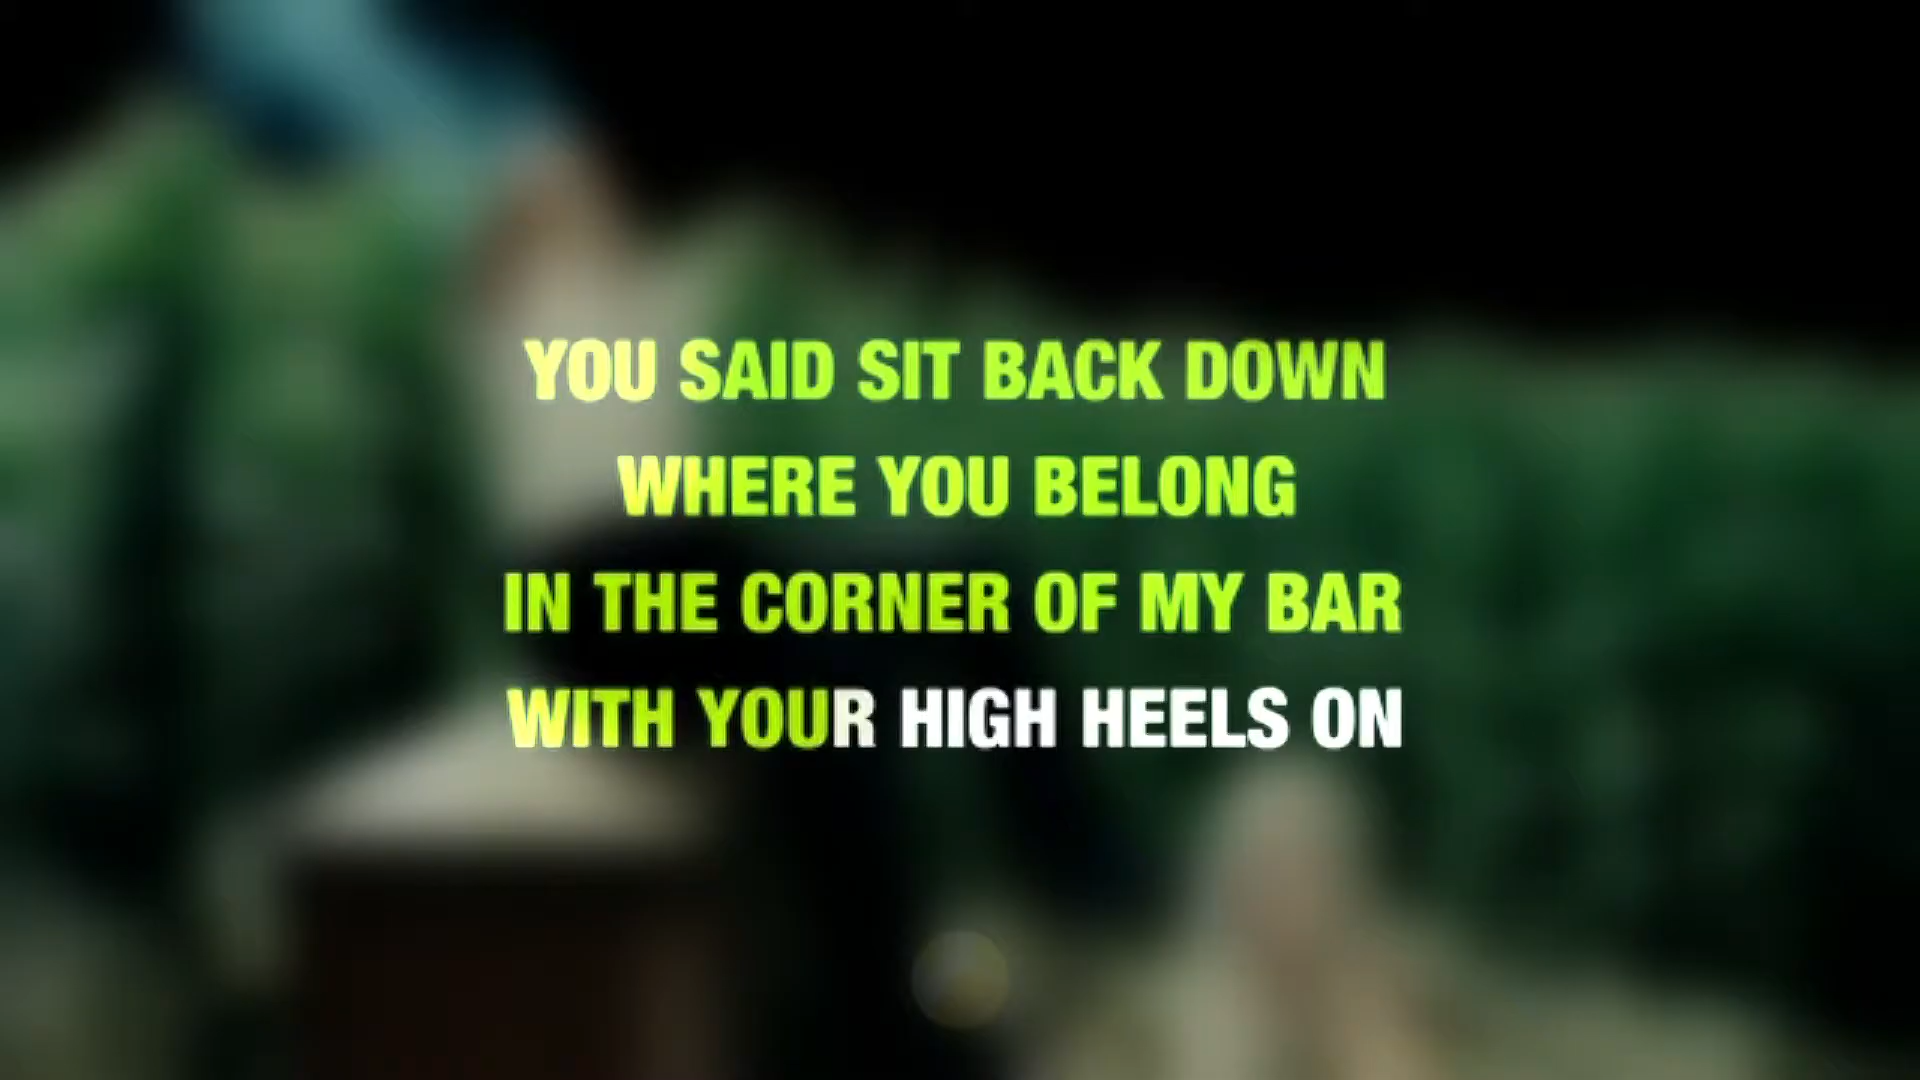 YOU SAID SIT BACK DOWN
WHERE YOU BELONG
IN THE CORNER OF MY BAR
WITH YOUR HIGH HEELS ON